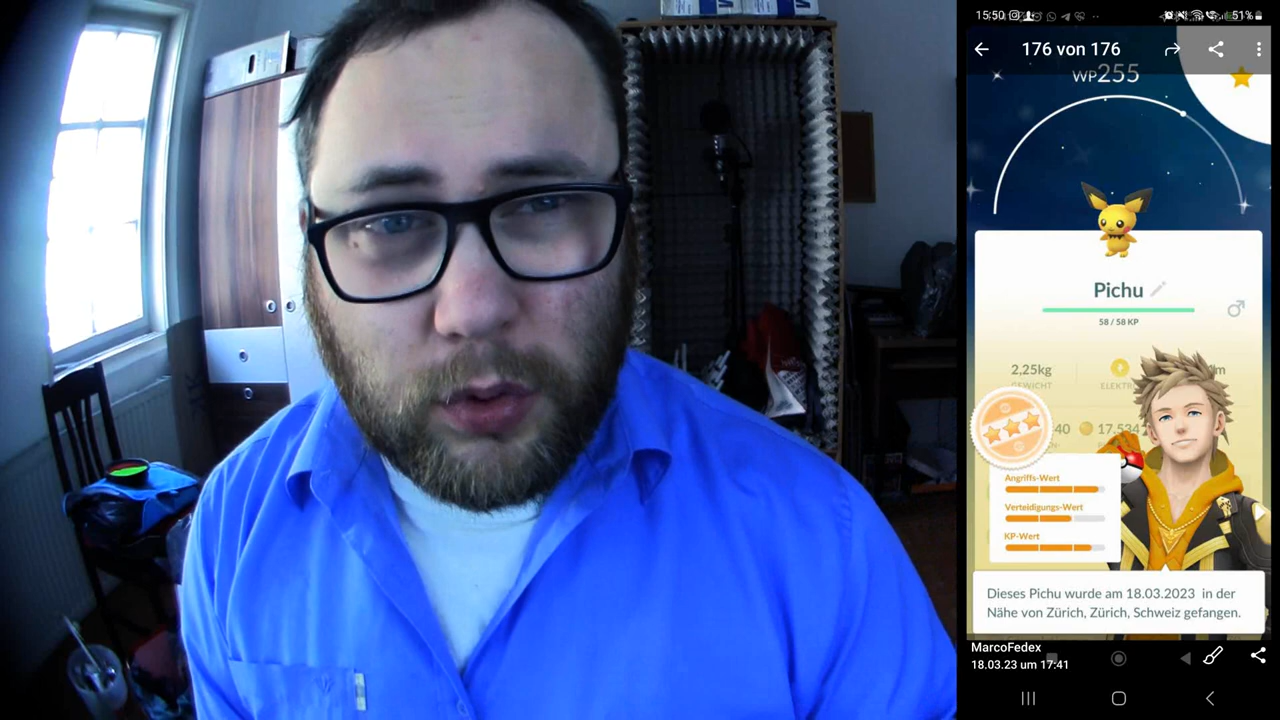 15:50
51%
176 von 176
WP255
Pichu
58 / 58 KP
2,25kg
GEWICHT
Angriffs-Wert
Verteidigungs-Wert
KP-Wert
Dieses Pichu wurde am 18.03.2023 in der
Nähe von Zürich, Zürich, Schweiz gefangen.
MarcoFedex
18.03.23 um 17:41